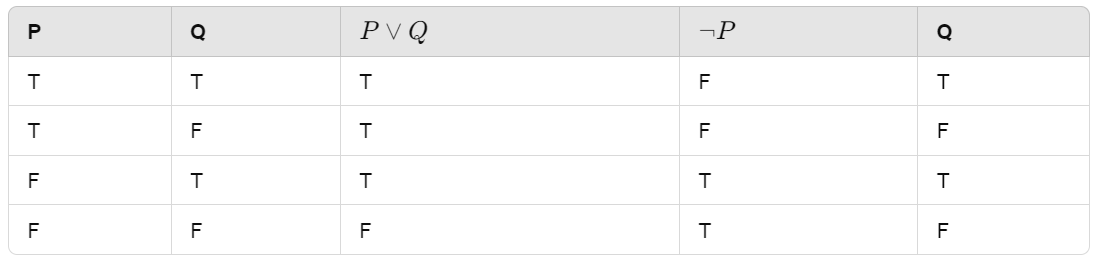 P Q P ∨ Q ¬P Q
T T T F T
T F T F F
F T T T T
F F F T F